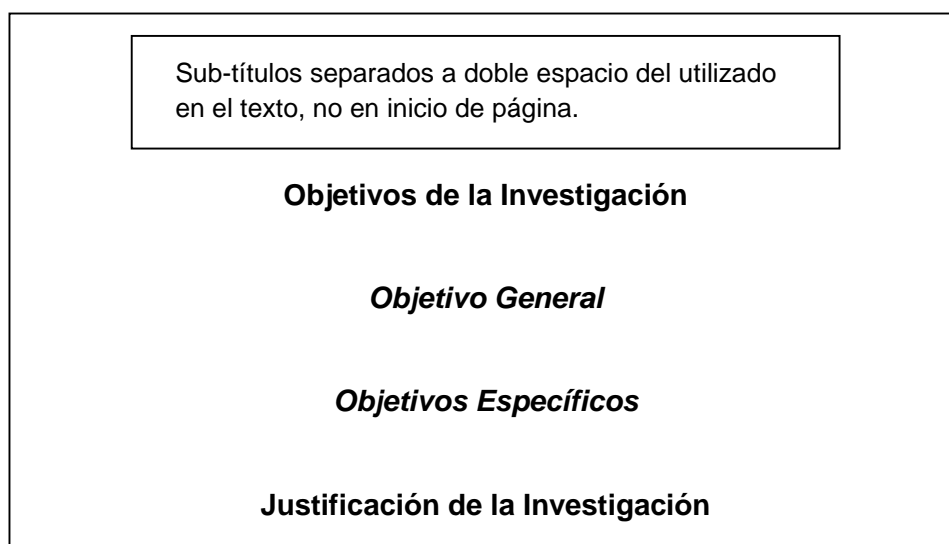 Sub-títulos separados a doble espacio del utilizado
en el texto, no en inicio de página.
Objetivos de la Investigación
Objetivo General
Objetivos Específicos
Justificación de la Investigación